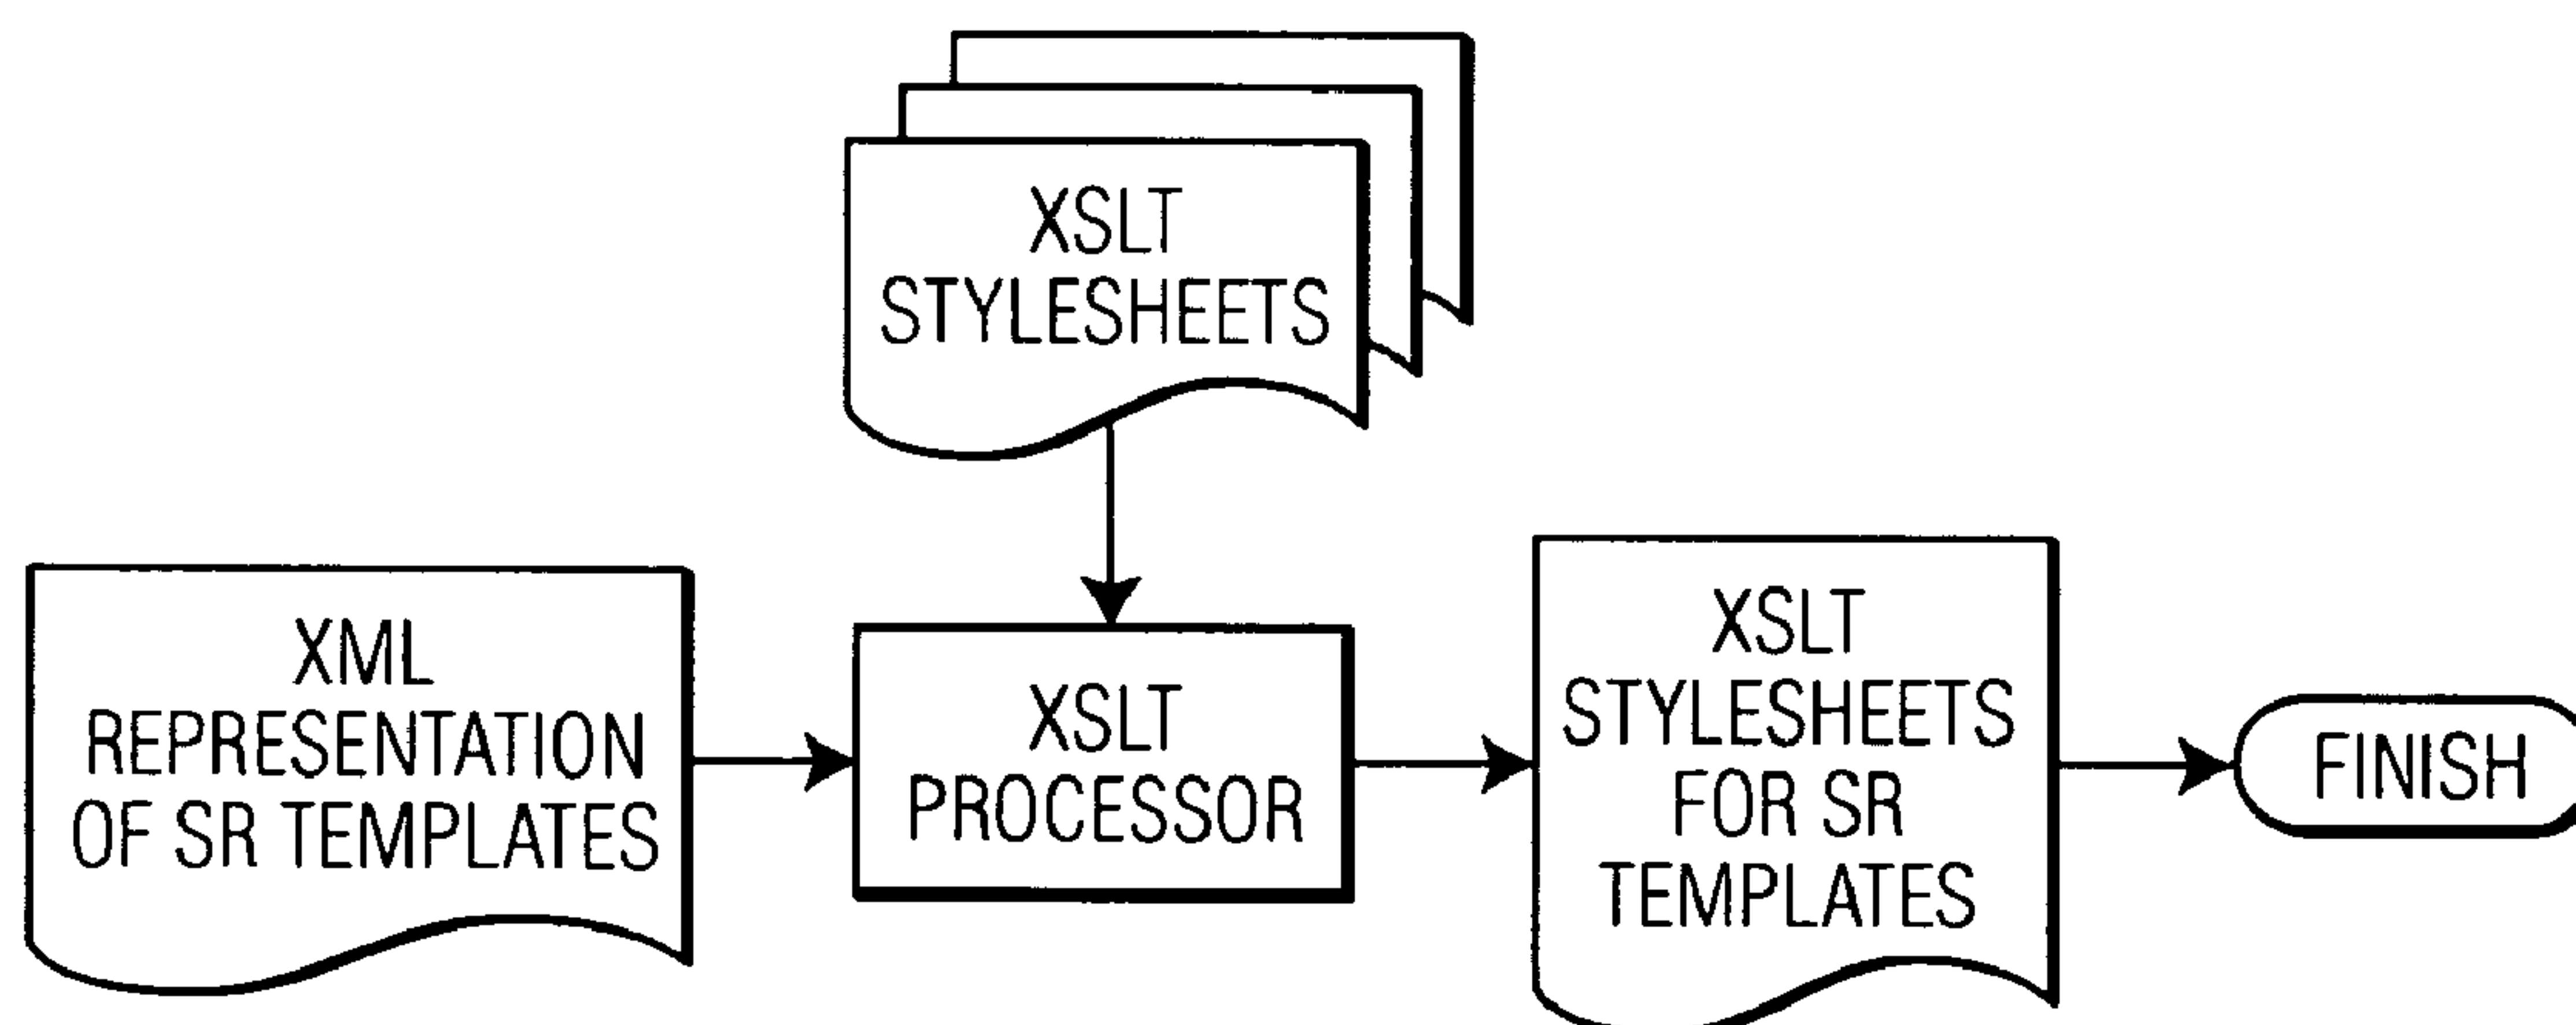 XSLT
STYLESHEETS
XML
REPRESENTATION
OF SR TEMPLATES
XSLT
PROCESSOR
XSLT
STYLESHEETS
FOR SR
TEMPLATES
FINISH